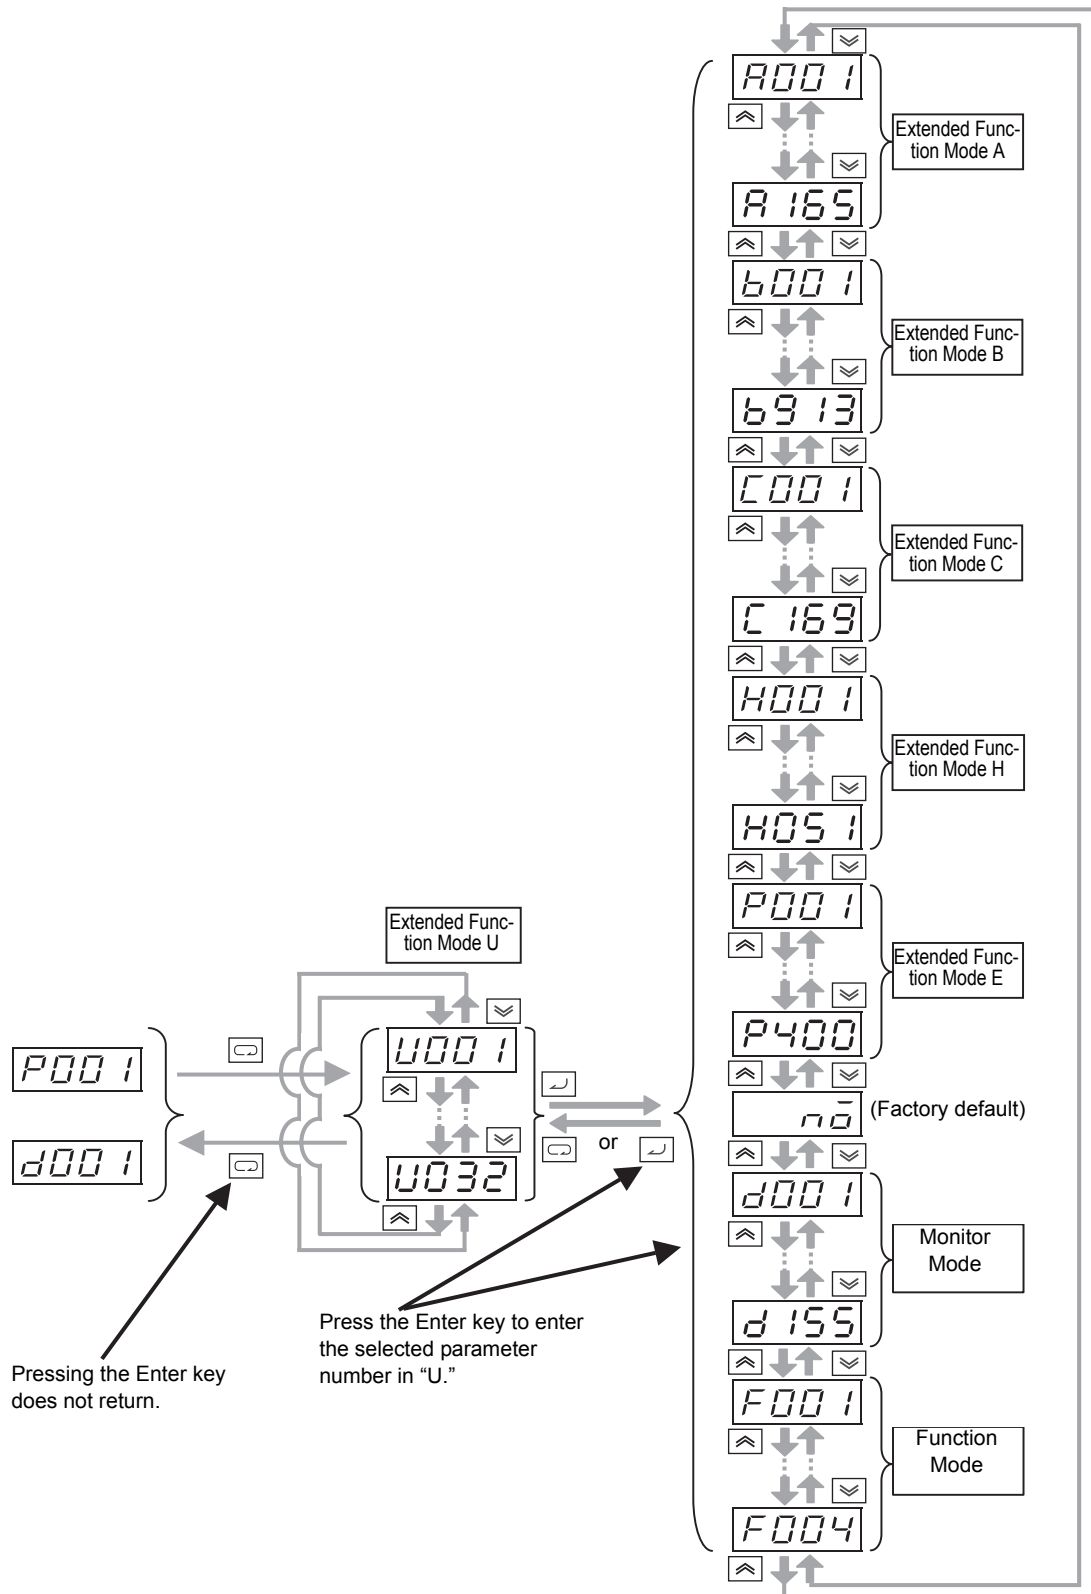 A001
Extended Func-
tion Mode A
A165
b001
Extended Func-
tion Mode B
b913
C001
Extended Func-
tion Mode C
C169
H001
Extended Func-
tion Mode H
H051
P001
Extended Func-
tion Mode E
P400
nō
(Factory default)
d001
Monitor
Mode
d155
F001
Function
Mode
F004
Extended Func-
tion Mode U
U001
U032
or
P001
d001
Press the Enter key to enter
the selected parameter
number in “U.”
Pressing the Enter key
does not return.